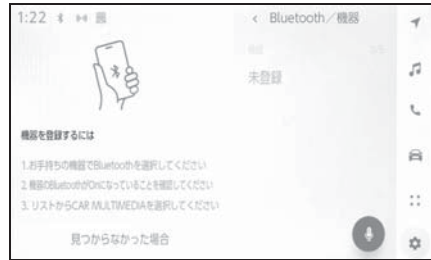 1:22
< Bluetooth／機器
未登録
機器を登録するには
1.お手持ちの機器でBluetoothを選択してください
2.機器のBluetoothがOnになっていることを確認してください
3.リストからCAR MULTIMEDIAを選択してください
見つからなかった場合